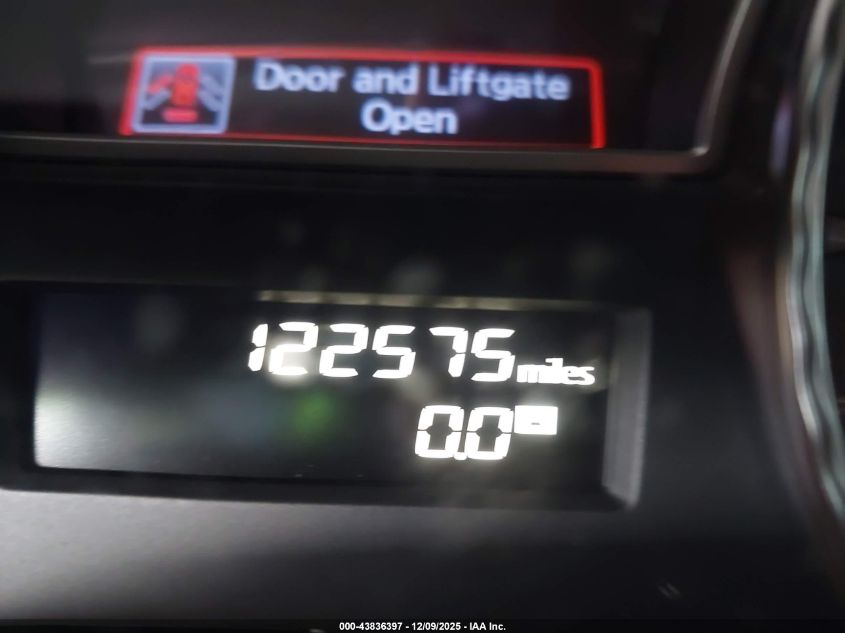 Door and Liftgate
Open
122575 miles
0.0
000-43836397 - 12/09/2025 - IAA Inc.